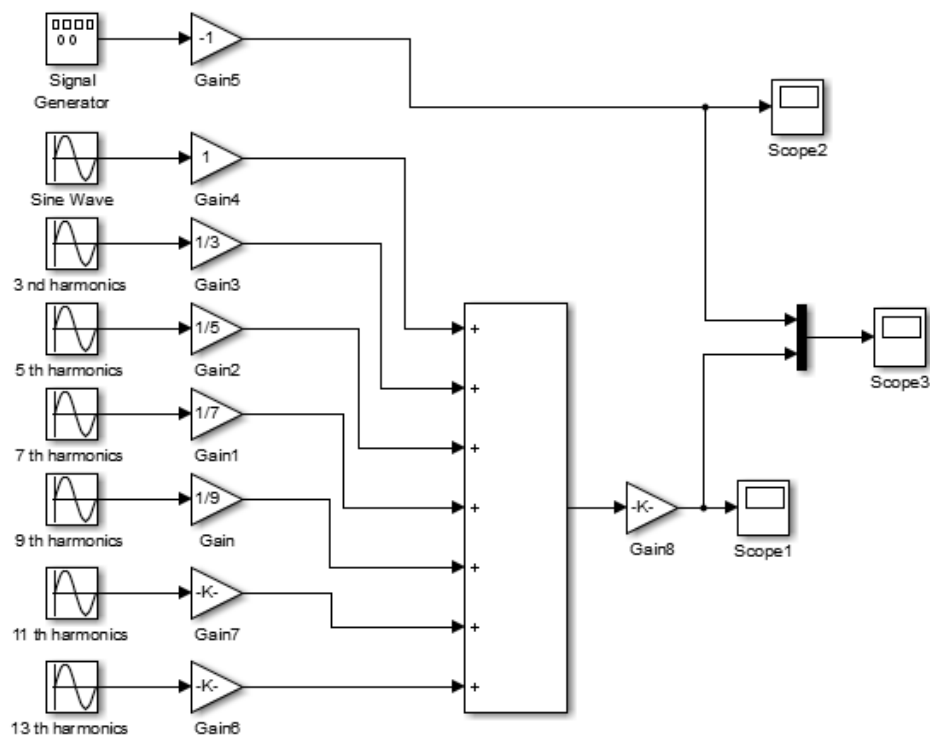 -1
Signal
Generator
Gain5
Scope2
1
Sine Wave
Gain4
1/3
3 nd harmonics
Gain3
1/5
5 th harmonics
Gain2
+
+
Scope3
1/7
7 th harmonics
Gain1
+
1/9
9 th harmonics
Gain
+
-K-
Gain8
Scope1
+
-K-
11 th harmonics
Gain7
+
-K-
13 th harmonics
Gain6
+